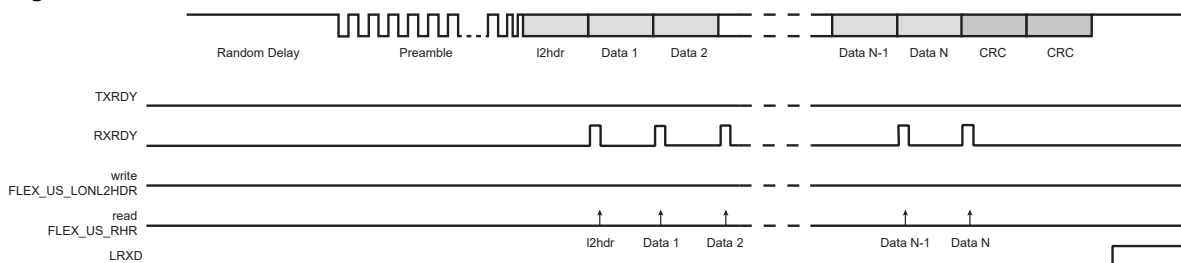 Random Delay Preamble l2hdr Data 1 Data 2 Data N-1 Data N CRC CRC
TXRDY
RXRDY
write
FLEX_US_LONL2HDR
read
FLEX_US_RHR
l2hdr Data 1 Data 2 Data N-1 Data N
LRXD